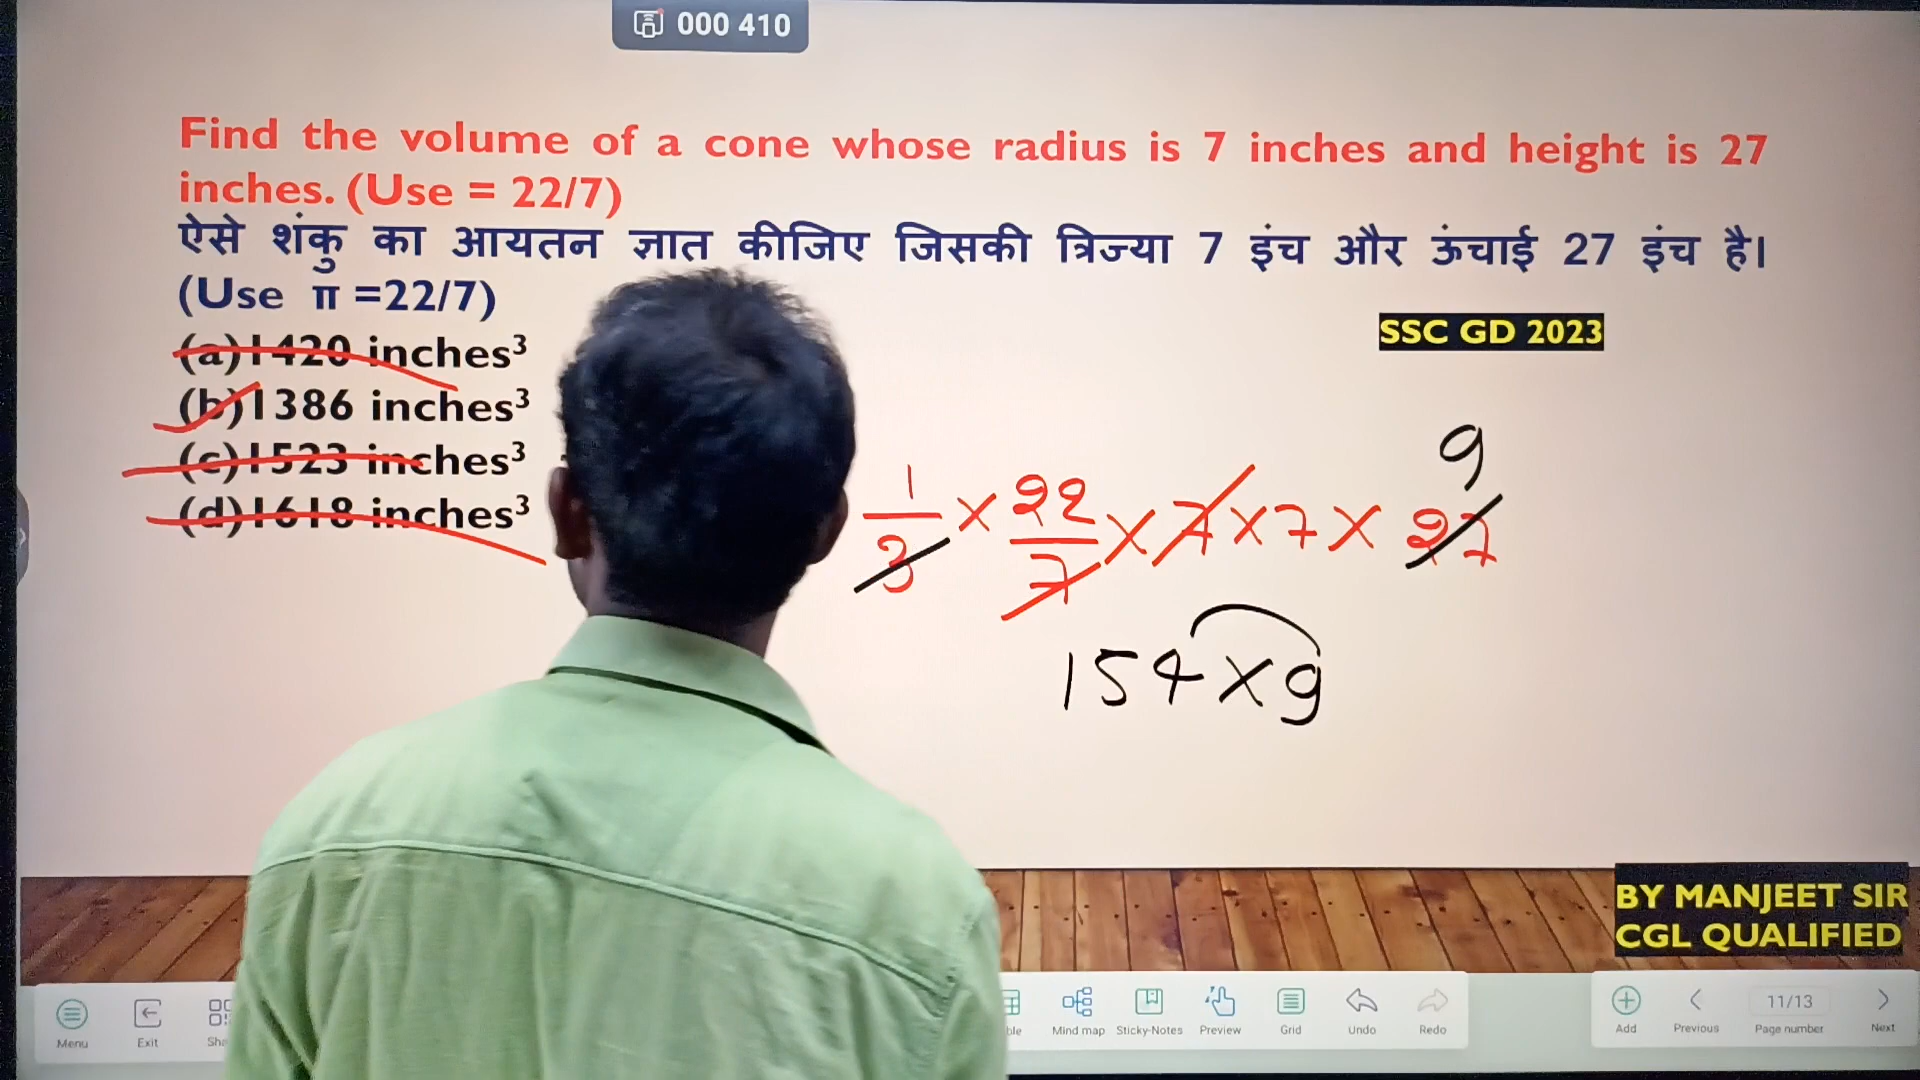 000 410
Find the volume of a cone whose radius is 7 inches and height is 27
inches. (Use = 22/7)
ऐसे शंकु का आयतन ज्ञात कीजिए जिसकी त्रिज्या 7 इंच और ऊंचाई 27 इंच है।
(Use π =22/7)
SSC GD 2023
(a)1420 inches³
(b)1386 inches³
(c)1523 inches³
(d)1618 inches³
9
1/3 × 22/7 × 7 × 7 × 27
154 × 9
BY MANJEET SIR
CGL QUALIFIED
Menu Exit Mind map Sticky-Notes Preview Grid Undo Redo Add Previous 11/13 Page number Next